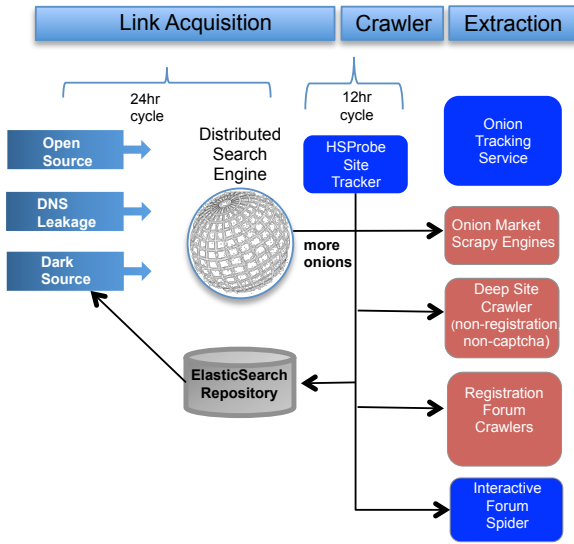 Link Acquisition
Crawler
Extraction
24hr
cycle
12hr
cycle
Open
Source
DNS
Leakage
Dark
Source
Distributed
Search
Engine
HSProbe
Site
Tracker
Onion
Tracking
Service
more
onions
Onion Market
Scrapy Engines
Deep Site
Crawler
(non-registration,
non-captcha)
ElasticSearch
Repository
Registration
Forum
Crawlers
Interactive
Forum
Spider